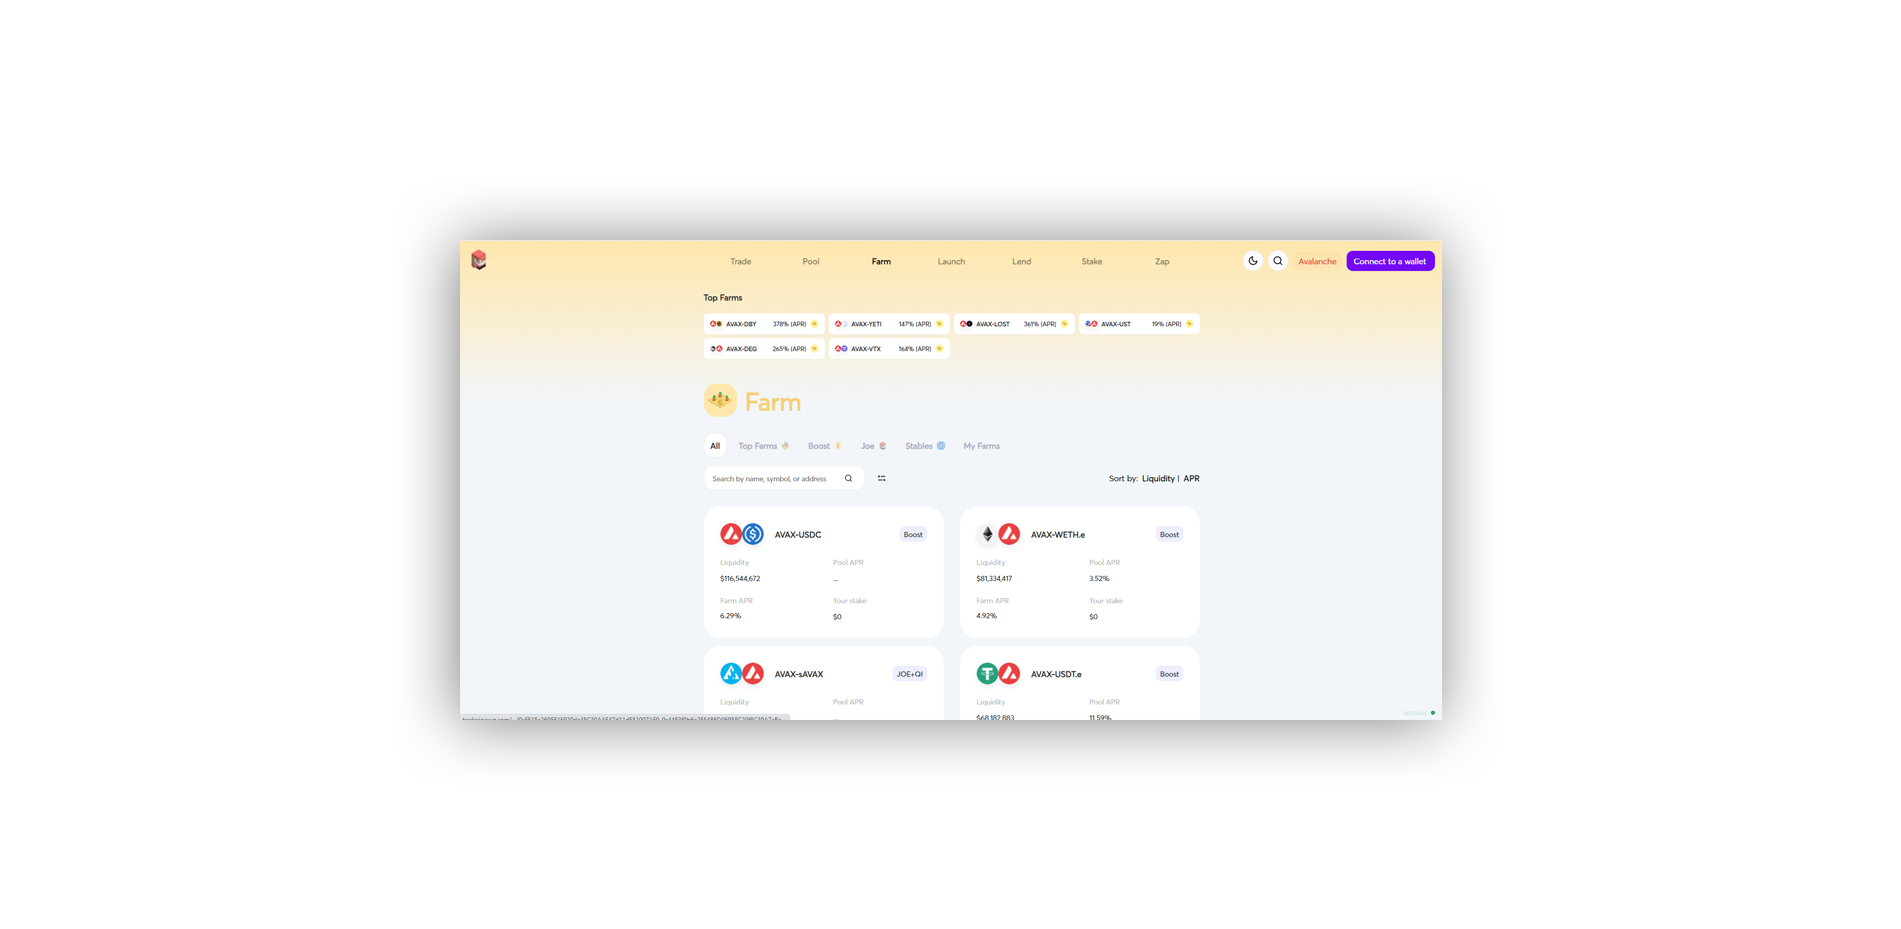 Trade Pool Farm Launch Lend Stake Zap Avalanche Connect to a wallet
Top Farms
AVAX-DBY 378% (APR) AVAX-YETI 147% (APR) AVAX-LOST 361% (APR) AVAX-UST 19% (APR)
AVAX-DEG 265% (APR) AVAX-VTX 164% (APR)
Farm
All Top Farms Boost Joe Stables My Farms
Search by name, symbol, or address Sort by: Liquidity | APR
AVAX-USDC Boost AVAX-WETH.e Boost
Liquidity Pool APR Liquidity Pool APR
$116,544,672 ... $81,334,417 3.52%
Farm APR Your stake Farm APR Your stake
6.29% $0 4.92% $0
AVAX-sAVAX JOE+QI AVAX-USDT.e Boost
Liquidity Pool APR Liquidity Pool APR
$68,182,883 11.59%